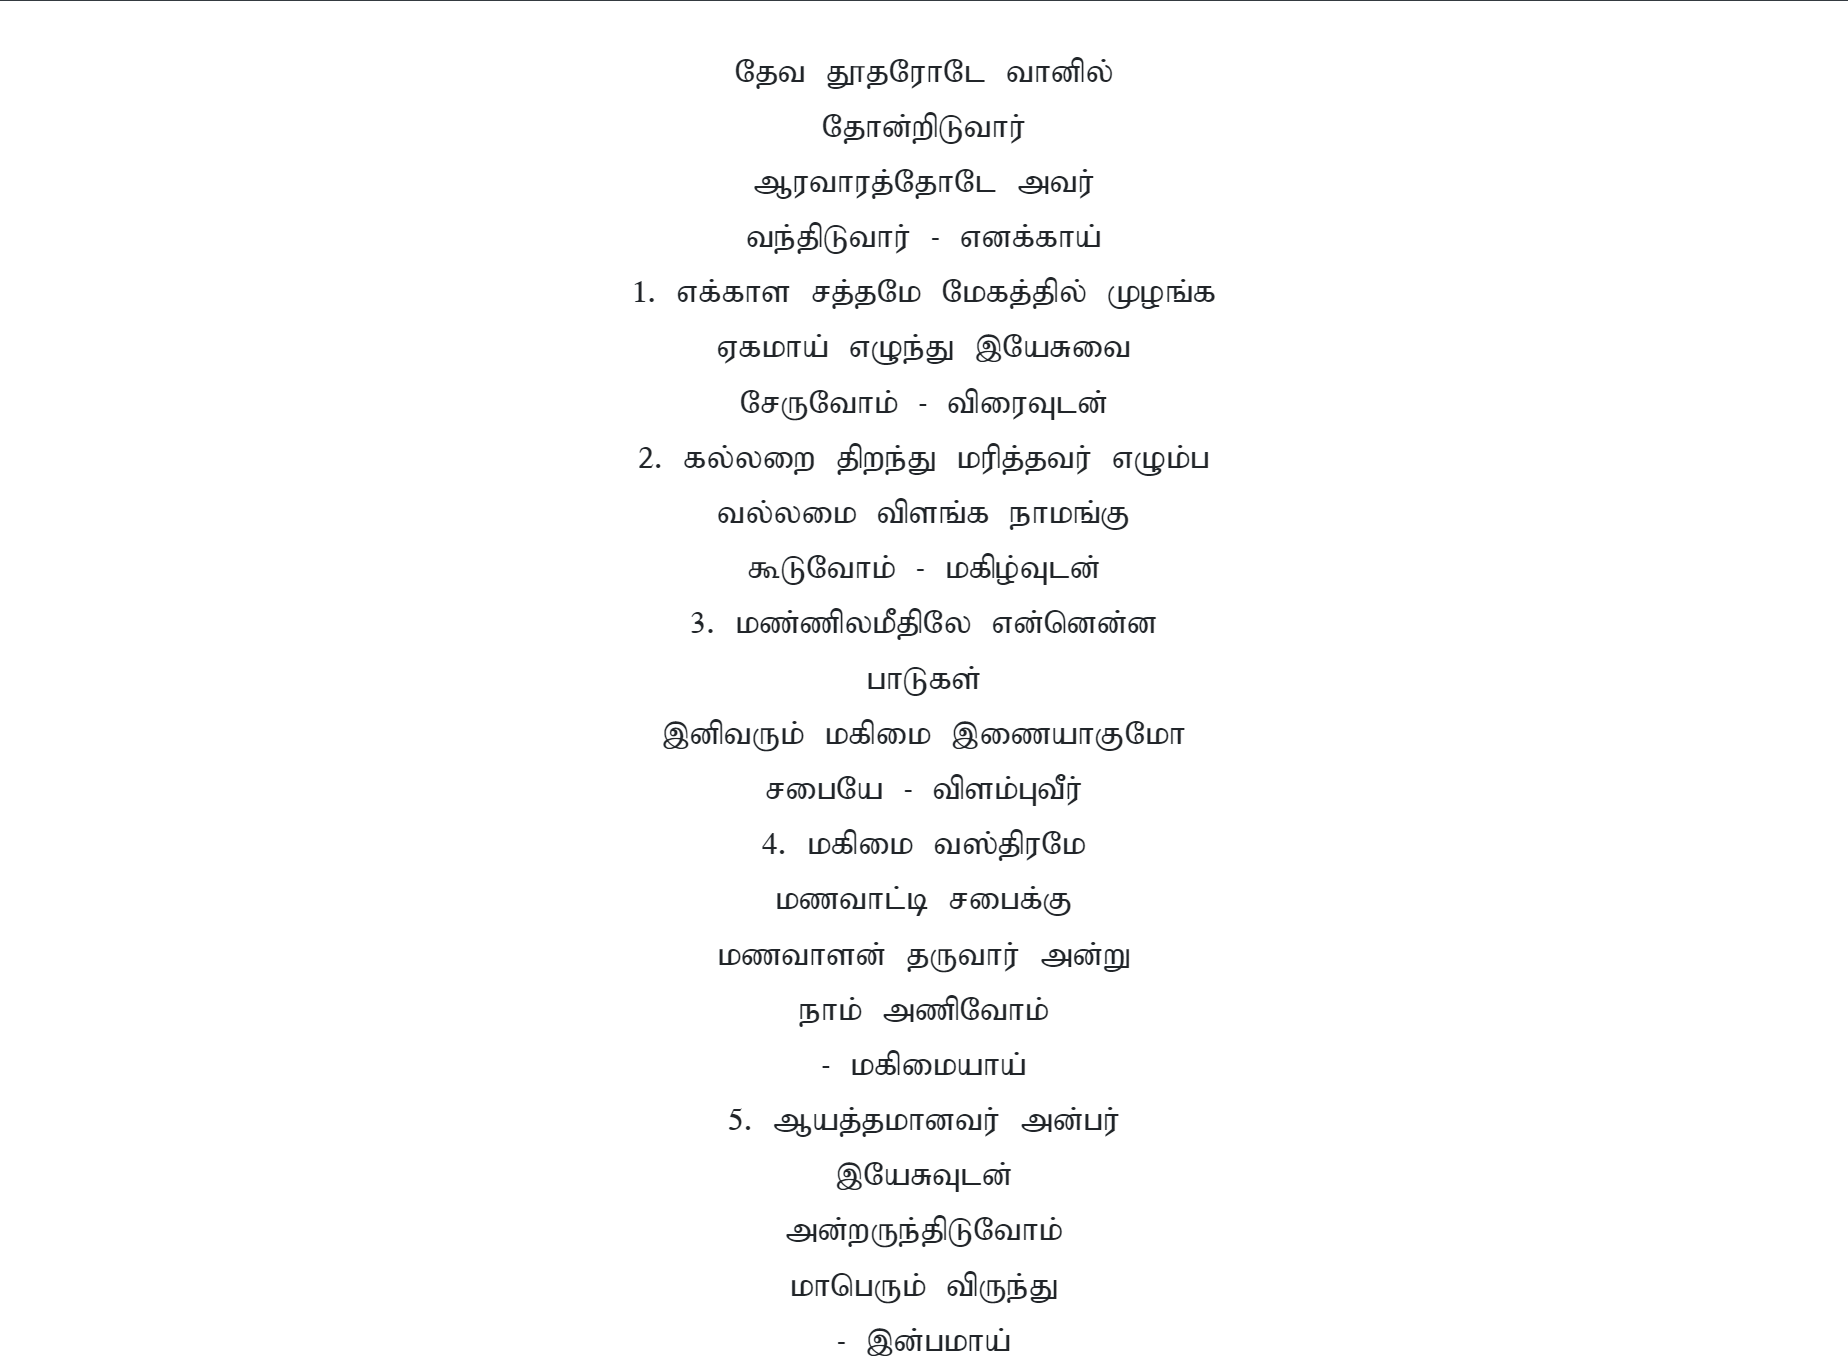 தேவ தூதரோடே வானில்
தோன்றிடுவார்
ஆரவாரத்தோடே அவர்
வந்திடுவார் - எனக்காய்
1. எக்காள சத்தமே மேகத்தில் முழங்க
ஏகமாய் எழுந்து இயேசுவை
சேருவோம் - விரைவுடன்
2. கல்லறை திறந்து மரித்தவர் எழும்ப
வல்லமை விளங்க நாமங்கு
கூடுவோம் - மகிழ்வுடன்
3. மண்ணிலமீதிலே என்னென்ன
பாடுகள்
இனிவரும் மகிமை இணையாகுமோ
சபையே - விளம்புவீர்
4. மகிமை வஸ்திரமே
மணவாட்டி சபைக்கு
மணவாளன் தருவார் அன்று
நாம் அணிவோம்
- மகிமையாய்
5. ஆயத்தமானவர் அன்பர்
இயேசுவுடன்
அன்றருந்திடுவோம்
மாபெரும் விருந்து
- இன்பமாய்